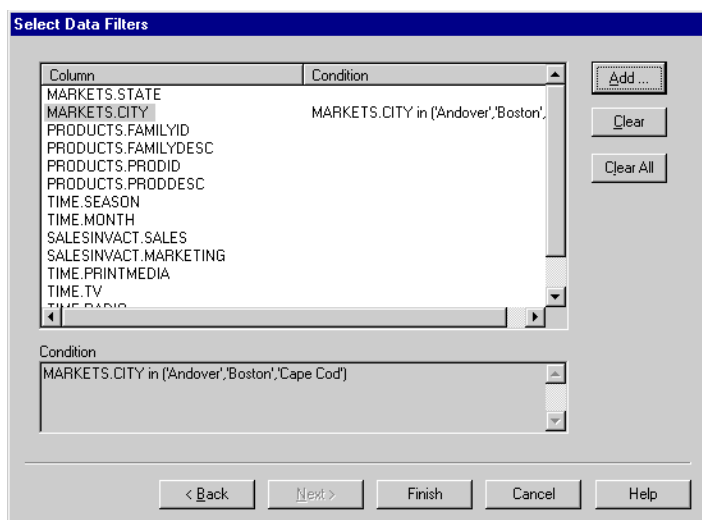 Select Data Filters
Column Condition
MARKETS.STATE
MARKETS.CITY MARKETS.CITY in ('Andover','Boston',
PRODUCTS.FAMILYID
PRODUCTS.FAMILYDESC
PRODUCTS.PRODID
PRODUCTS.PRODDESC
TIME.SEASON
TIME.MONTH
SALESINVACT.SALES
SALESINVACT.MARKETING
TIME.PRINTMEDIA
TIME.TV
TIME.RADIO
Add ...
Clear
Clear All
Condition
MARKETS.CITY in ('Andover','Boston','Cape Cod')
< Back Next > Finish Cancel Help